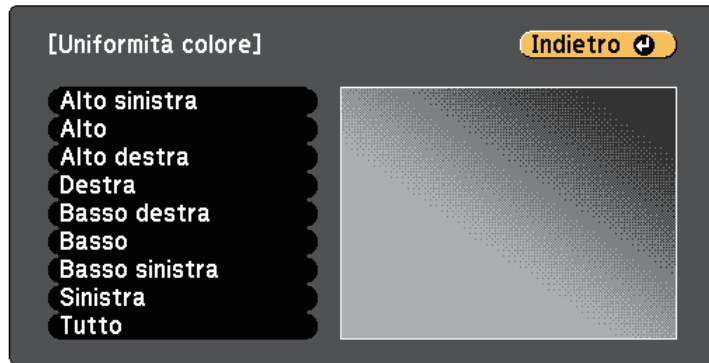 [Uniformità colore]
Indietro
Alto sinistra
Alto
Alto destra
Destra
Basso destra
Basso
Basso sinistra
Sinistra
Tutto